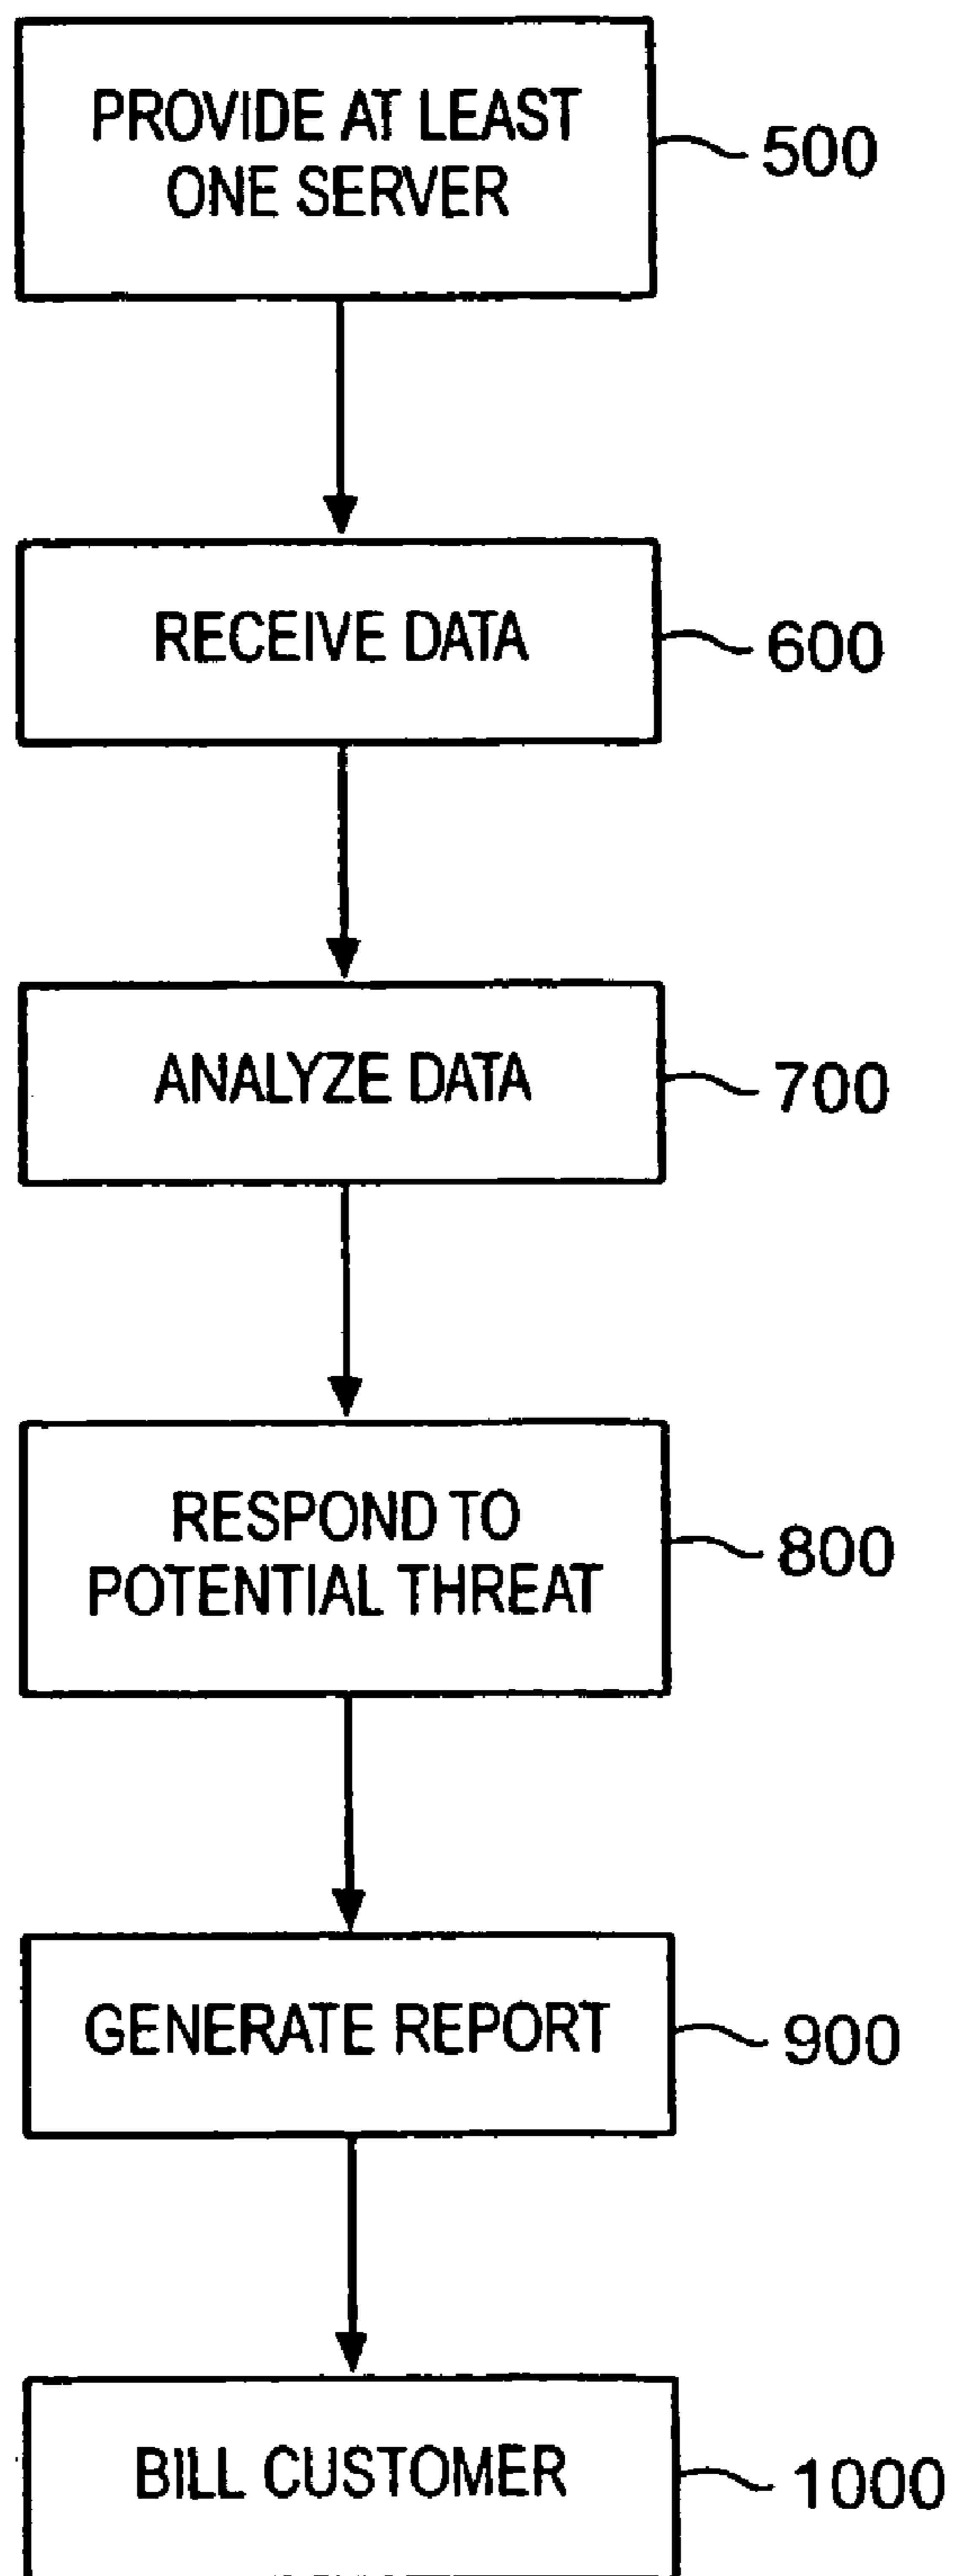 PROVIDE AT LEAST
ONE SERVER
500
RECEIVE DATA
600
ANALYZE DATA
700
RESPOND TO
POTENTIAL THREAT
800
GENERATE REPORT
900
BILL CUSTOMER
1000